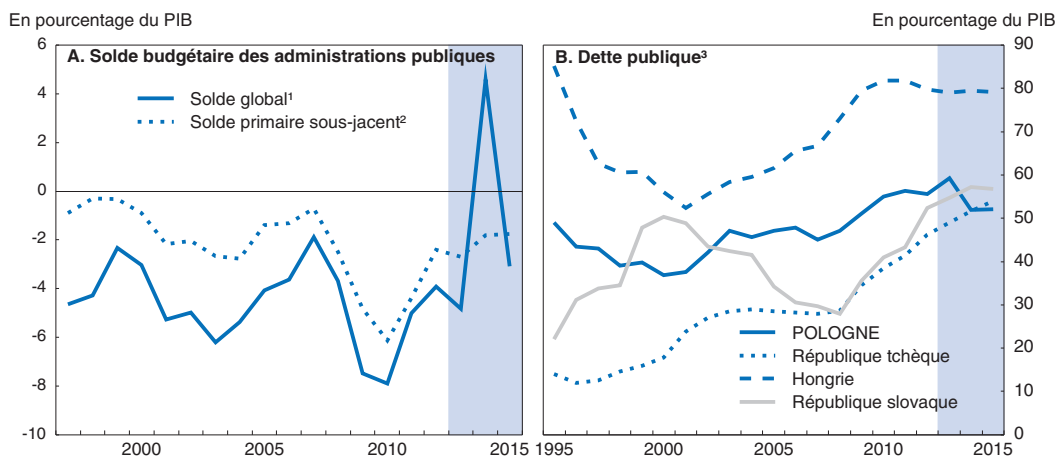 En pourcentage du PIB
En pourcentage du PIB
A. Solde budgétaire des administrations publiques
Solde global¹
Solde primaire sous-jacent²
6
4
2
0
-2
-4
-6
-8
-10
2000
2005
2010
2015
B. Dette publique³
90
80
70
60
50
40
30
20
10
0
POLOGNE
République tchèque
Hongrie
République slovaque
1995
2000
2005
2010
2015